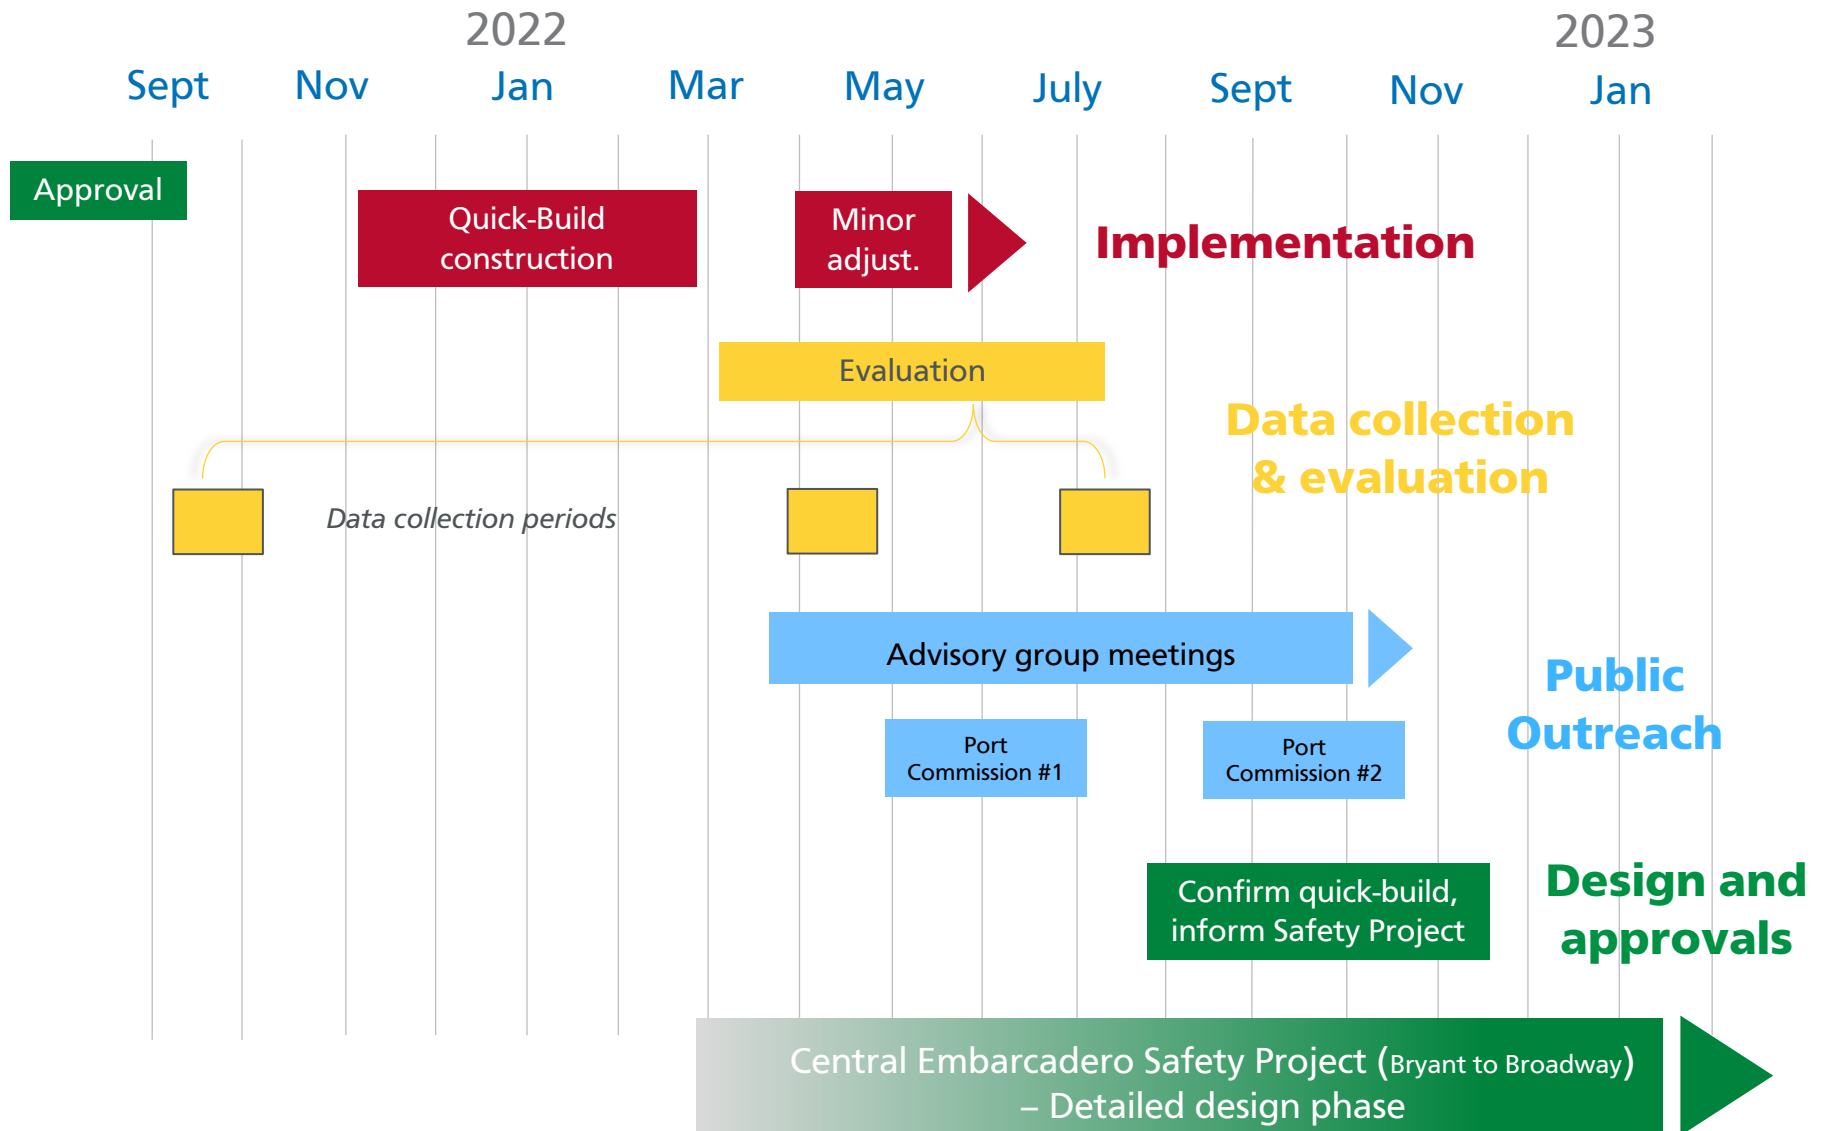 2022
2023
Sept Nov Jan Mar May July Sept Nov Jan
Approval
Quick-Build
construction
Minor
adjust.
Implementation
Evaluation
Data collection
& evaluation
Data collection periods
Advisory group meetings
Public
Outreach
Port
Commission #1
Port
Commission #2
Confirm quick-build,
inform Safety Project
Design and
approvals
Central Embarcadero Safety Project (Bryant to Broadway)
– Detailed design phase